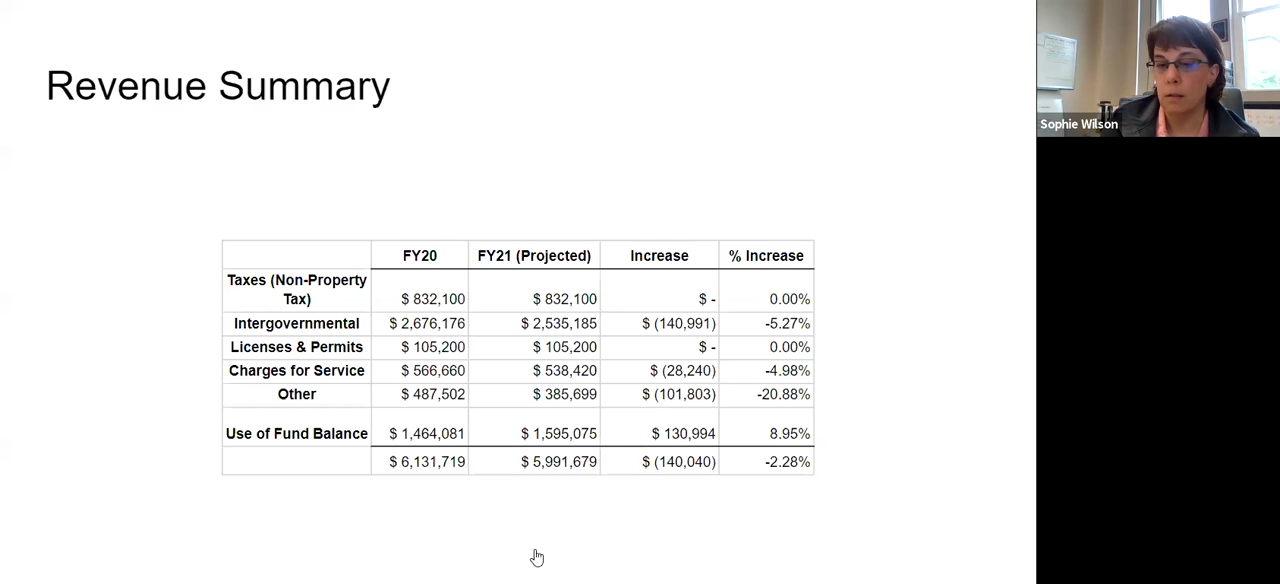 Revenue Summary
Sophie Wilson
FY20 FY21 (Projected) Increase % Increase
Taxes (Non-Property
Tax) $ 832,100 $ 832,100 $ - 0.00%
Intergovernmental $ 2,676,176 $ 2,535,185 $ (140,991) -5.27%
Licenses & Permits $ 105,200 $ 105,200 $ - 0.00%
Charges for Service $ 566,660 $ 538,420 $ (28,240) -4.98%
Other $ 487,502 $ 385,699 $ (101,803) -20.88%
Use of Fund Balance $ 1,464,081 $ 1,595,075 $ 130,994 8.95%
$ 6,131,719 $ 5,991,679 $ (140,040) -2.28%